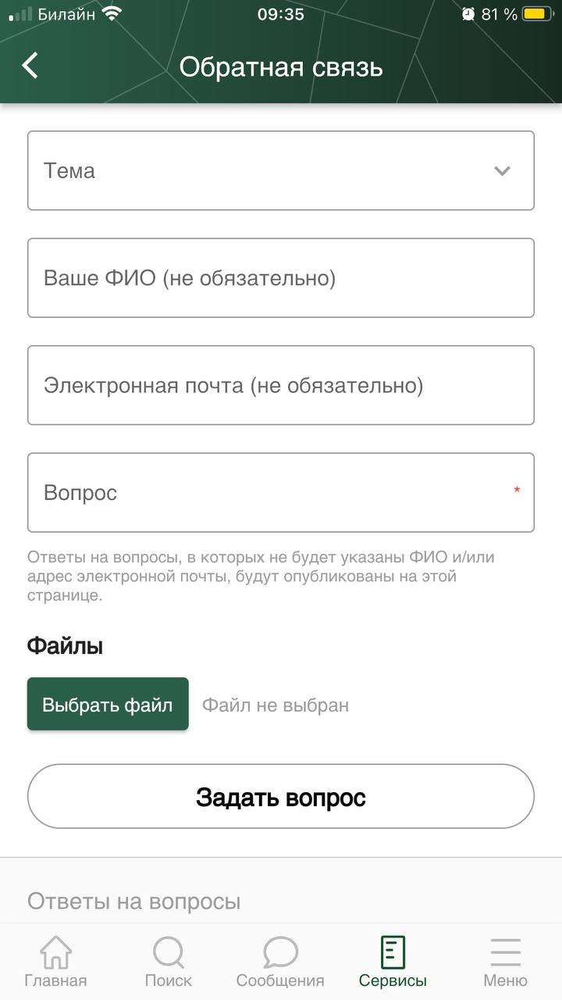 Билайн 09:35 81 %
Обратная связь
Тема
Ваше ФИО (не обязательно)
Электронная почта (не обязательно)
Вопрос *
Ответы на вопросы, в которых не будет указаны ФИО и/или
адрес электронной почты, будут опубликованы на этой
странице.
Файлы
Выбрать файл Файл не выбран
Задать вопрос
Ответы на вопросы
Главная Поиск Сообщения Сервисы Меню